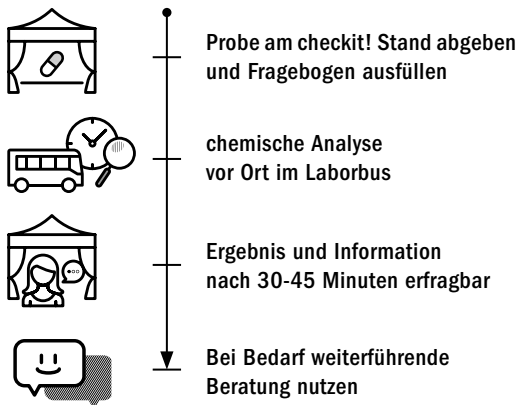 Probe am checkit! Stand abgeben
und Fragebogen ausfüllen
chemische Analyse
vor Ort im Laborbus
Ergebnis und Information
nach 30-45 Minuten erfragbar
Bei Bedarf weiterführende
Beratung nutzen